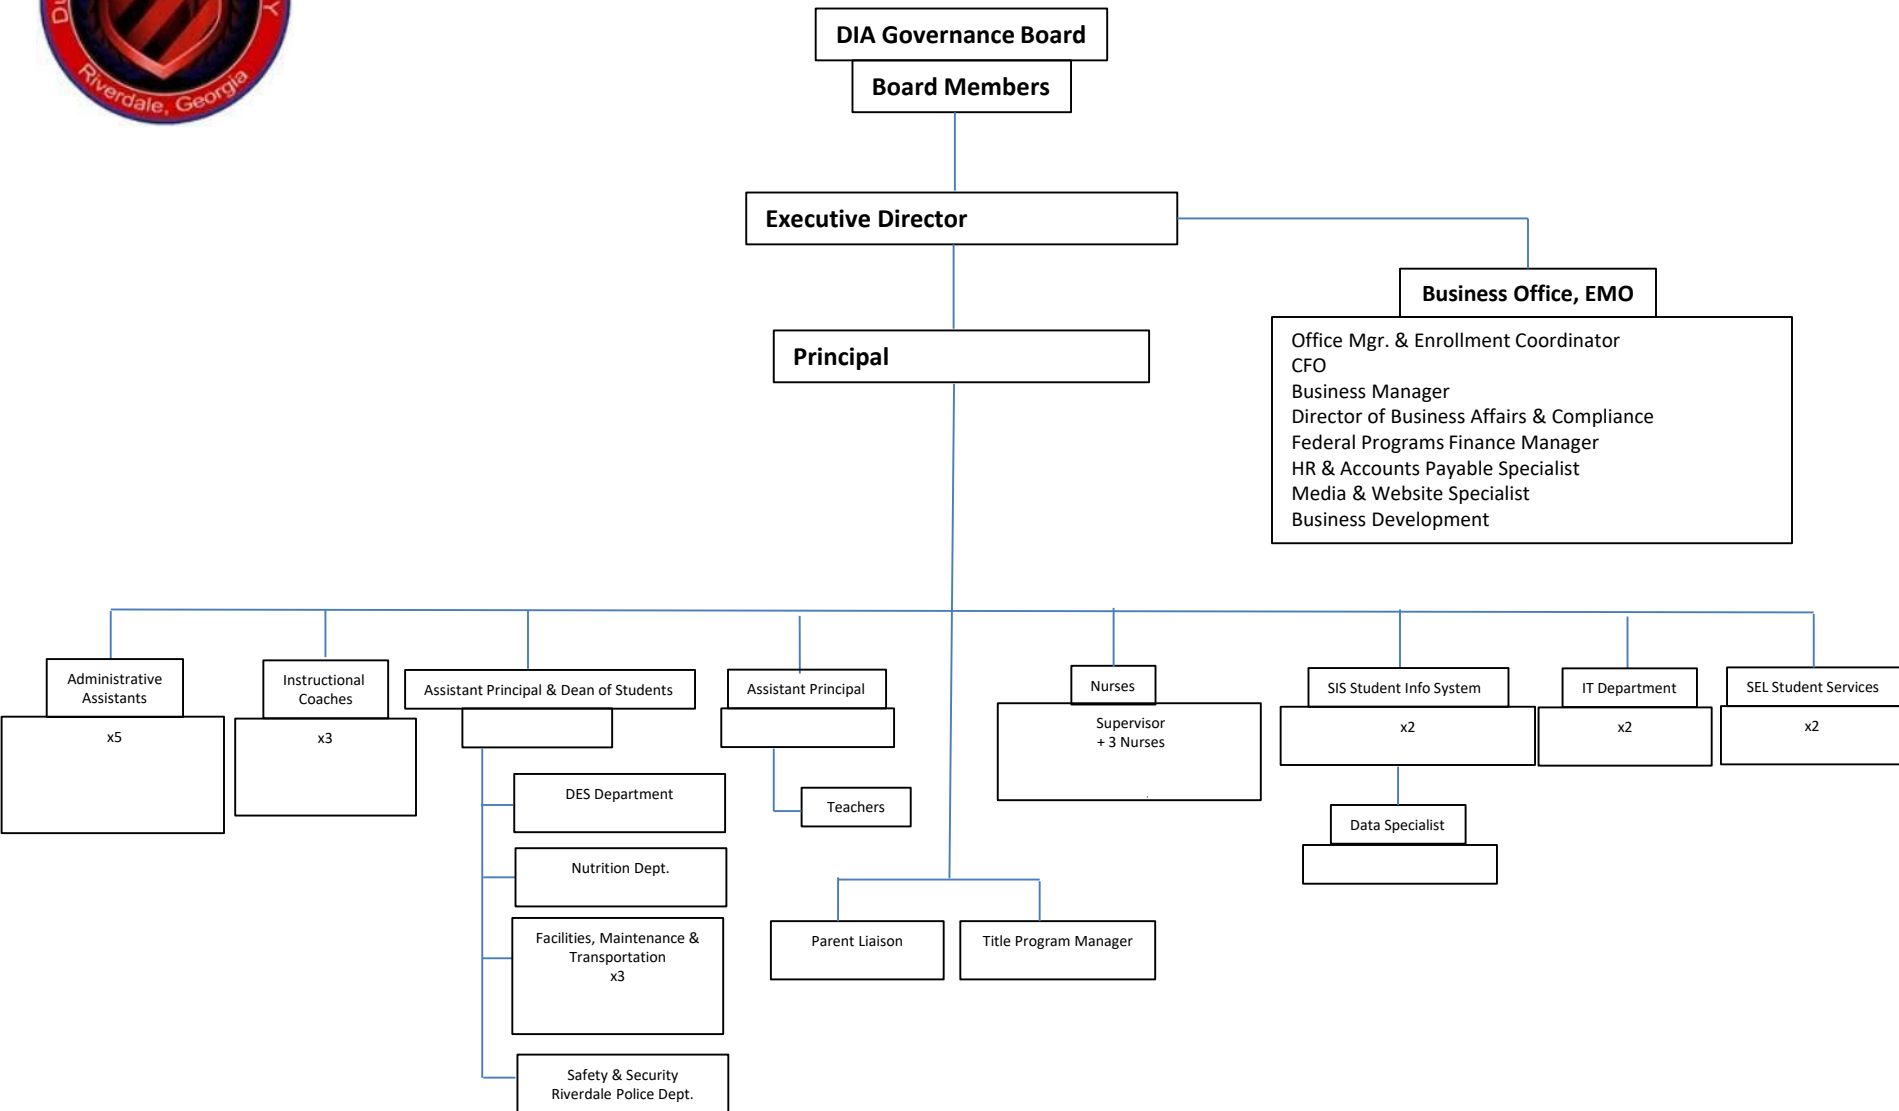 Riverdale, Georgia
DIA Governance Board
Board Members
Executive Director
Business Office, EMO
Office Mgr. & Enrollment Coordinator
CFO
Business Manager
Director of Business Affairs & Compliance
Federal Programs Finance Manager
HR & Accounts Payable Specialist
Media & Website Specialist
Business Development
Principal
Administrative
Assistants
x5
Instructional
Coaches
x3
Assistant Principal & Dean of Students
DES Department
Nutrition Dept.
Facilities, Maintenance &
Transportation
x3
Safety & Security
Riverdale Police Dept.
Assistant Principal
Teachers
Parent Liaison
Title Program Manager
Nurses
Supervisor
+ 3 Nurses
SIS Student Info System
x2
Data Specialist
IT Department
x2
SEL Student Services
x2